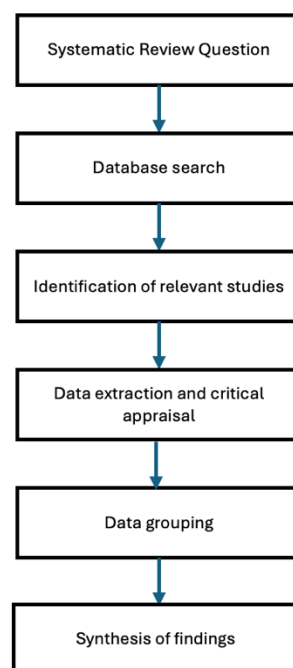 Systematic Review Question
Database search
Identification of relevant studies
Data extraction and critical
appraisal
Data grouping
Synthesis of findings